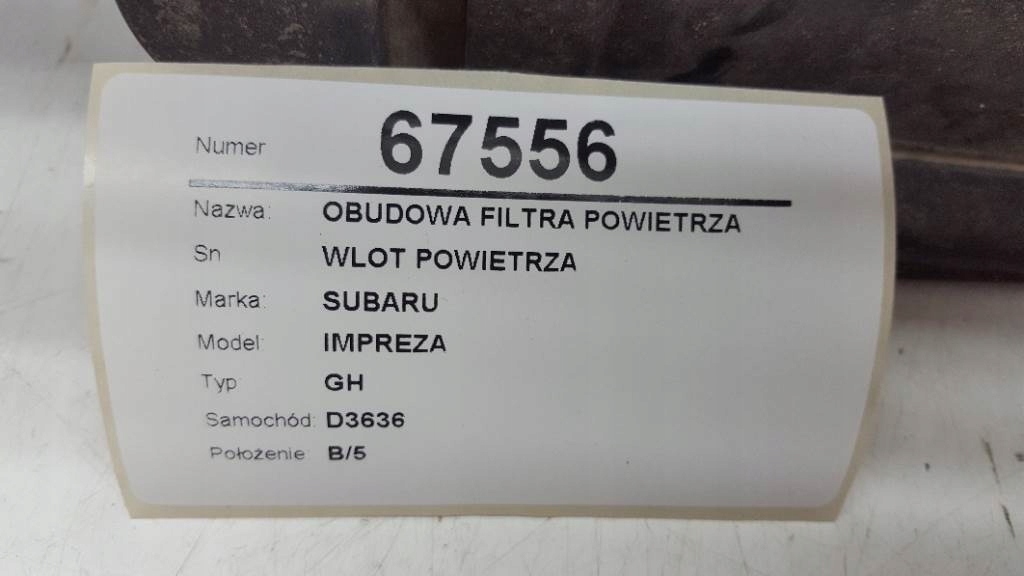 Numer 67556
Nazwa: OBUDOWA FILTRA POWIETRZA
Sn WLOT POWIETRZA
Marka: SUBARU
Model: IMPREZA
Typ: GH
Samochód: D3636
Położenie B/5